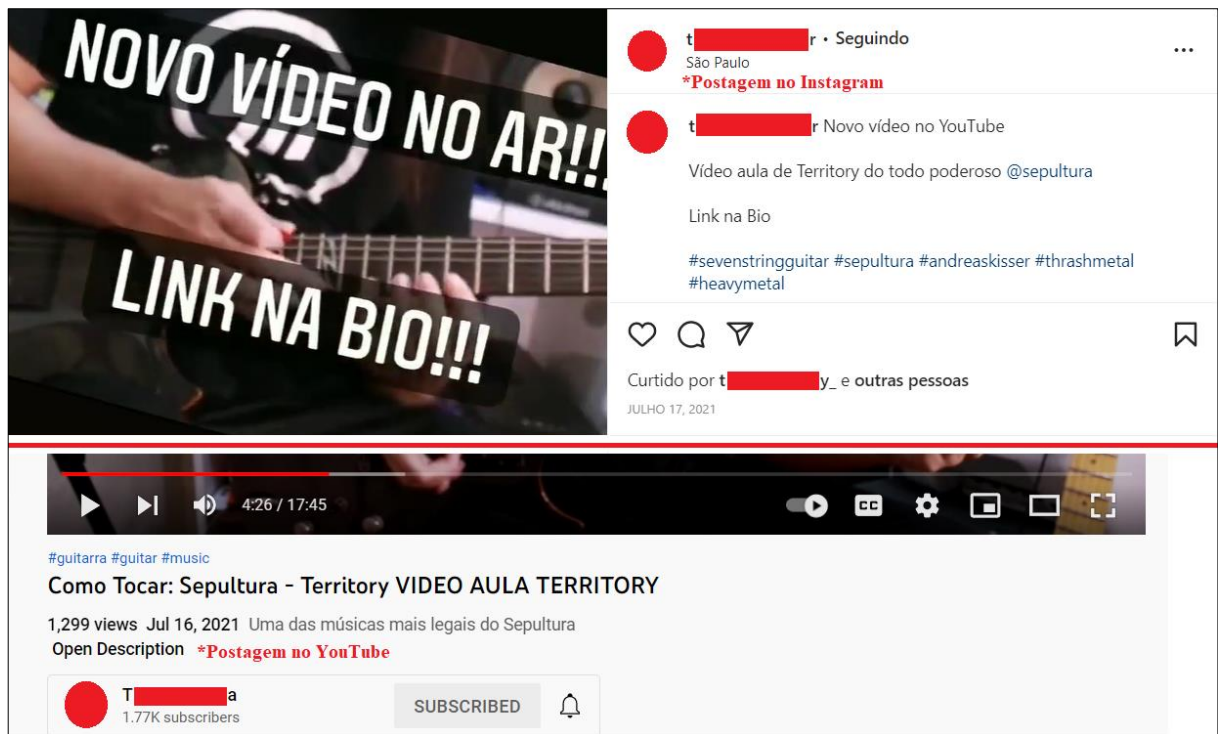 NOVO VÍDEO NO AR!!!
LINK NA BIO!!!
t r • Seguindo
São Paulo
*Postagem no Instagram
t r Novo vídeo no YouTube
Vídeo aula de Territory do todo poderoso @sepultura
Link na Bio
#sevenstringguitar #sepultura #andreaskisser #thrashmetal
#heavymetal
Curtido por t y_ e outras pessoas
JULHO 17, 2021
4:26 / 17:45
CC
#guitarra #guitar #music
Como Tocar: Sepultura - Territory VIDEO AULA TERRITORY
1,299 views Jul 16, 2021 Uma das músicas mais legais do Sepultura
Open Description *Postagem no YouTube
T a
1.77K subscribers
SUBSCRIBED